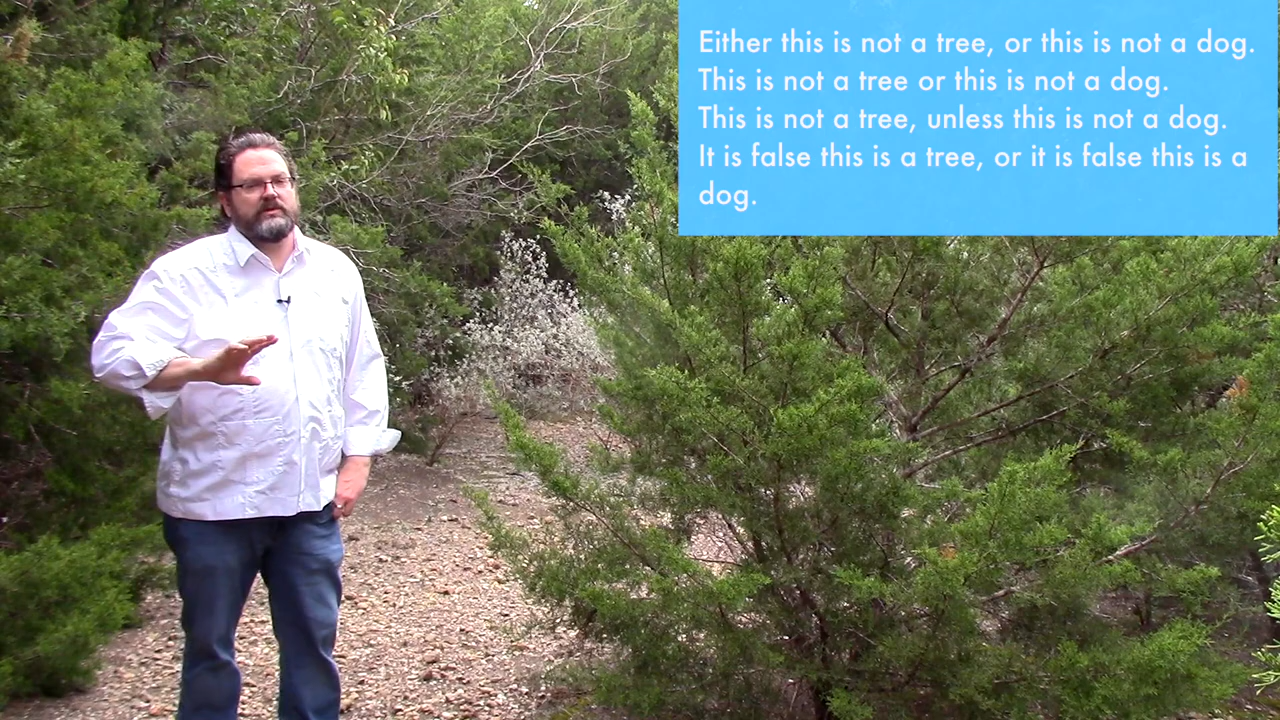 Either this is not a tree, or this is not a dog.
This is not a tree or this is not a dog.
This is not a tree, unless this is not a dog.
It is false this is a tree, or it is false this is a
dog.